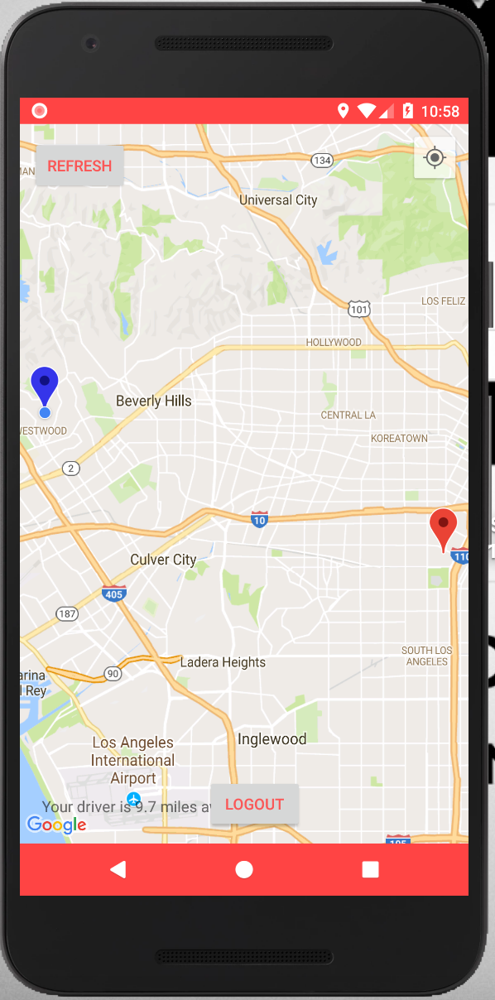 10:58
REFRESH
134
Universal City
LOS FELIZ
101
HOLLYWOOD
Beverly Hills
CENTRAL LA
WESTWOOD
KOREATOWN
2
10
110
Culver City
405
187
SOUTH LOS
ANGELES
Ladera Heights
90
arina
l Rey
Inglewood
Los Angeles
International
Airport
Your driver is 9.7 miles aw
LOGOUT
Google
105